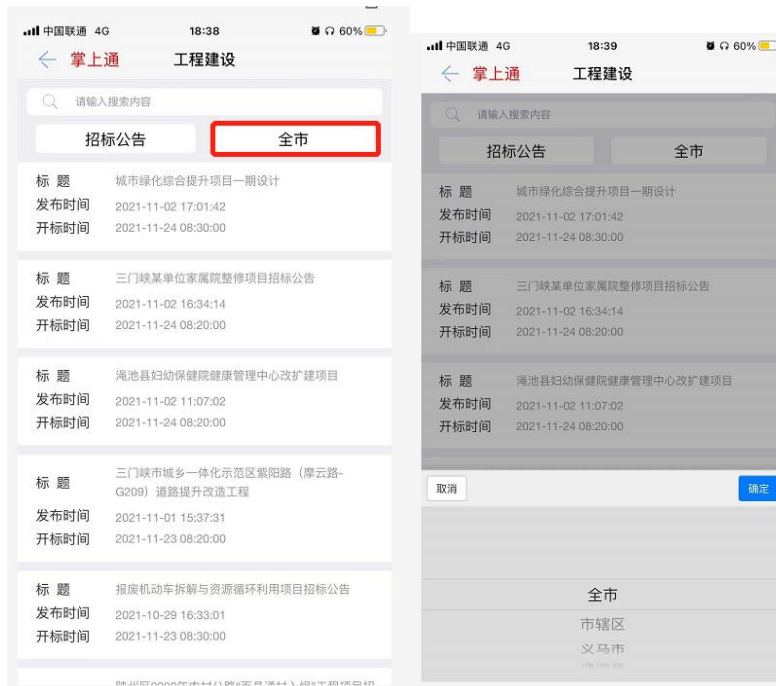 中国联通 4G 18:38 60%
掌上通 工程建设
请输入搜索内容
招标公告 全市
标 题 城市绿化综合提升项目一期设计
发布时间 2021-11-02 17:01:42
开标时间 2021-11-24 08:30:00
标 题 三门峡某单位家属院整修项目招标公告
发布时间 2021-11-02 16:34:14
开标时间 2021-11-24 08:20:00
标 题 渑池县妇幼保健院健康管理中心改扩建项目
发布时间 2021-11-02 11:07:02
开标时间 2021-11-24 08:20:00
标 题 三门峡市城乡一体化示范区紫阳路（摩云路-
G209）道路提升改造工程
发布时间 2021-11-01 15:37:31
开标时间 2021-11-23 08:20:00
标 题 报废机动车拆解与资源循环利用项目招标公告
发布时间 2021-10-29 16:33:01
开标时间 2021-11-23 08:30:00
中国联通 4G 18:39 60%
掌上通 工程建设
请输入搜索内容
招标公告 全市
标 题 城市绿化综合提升项目一期设计
发布时间 2021-11-02 17:01:42
开标时间 2021-11-24 08:30:00
标 题 三门峡某单位家属院整修项目招标公告
发布时间 2021-11-02 16:34:14
开标时间 2021-11-24 08:20:00
标 题 渑池县妇幼保健院健康管理中心改扩建项目
发布时间 2021-11-02 11:07:02
开标时间 2021-11-24 08:20:00
取消 确定
全市
市辖区
义马市